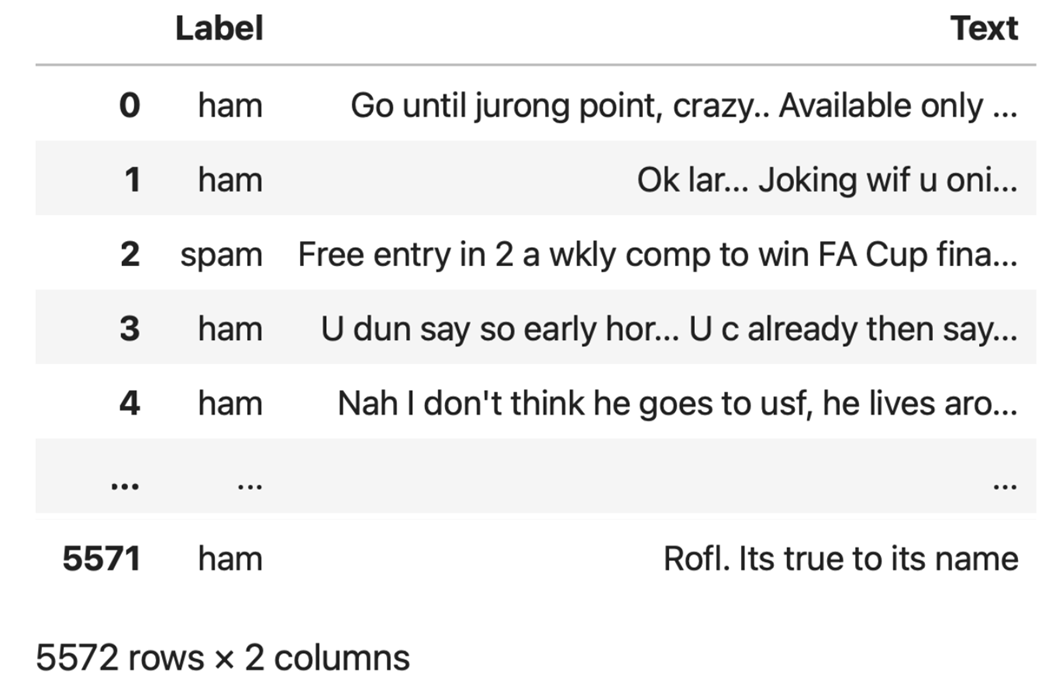 Label Text
0 ham Go until jurong point, crazy.. Available only ...
1 ham Ok lar... Joking wif u oni...
2 spam Free entry in 2 a wkly comp to win FA Cup fina...
3 ham U dun say so early hor... U c already then say...
4 ham Nah I don't think he goes to usf, he lives aro...
... ... ...
5571 ham Rofl. Its true to its name
5572 rows × 2 columns